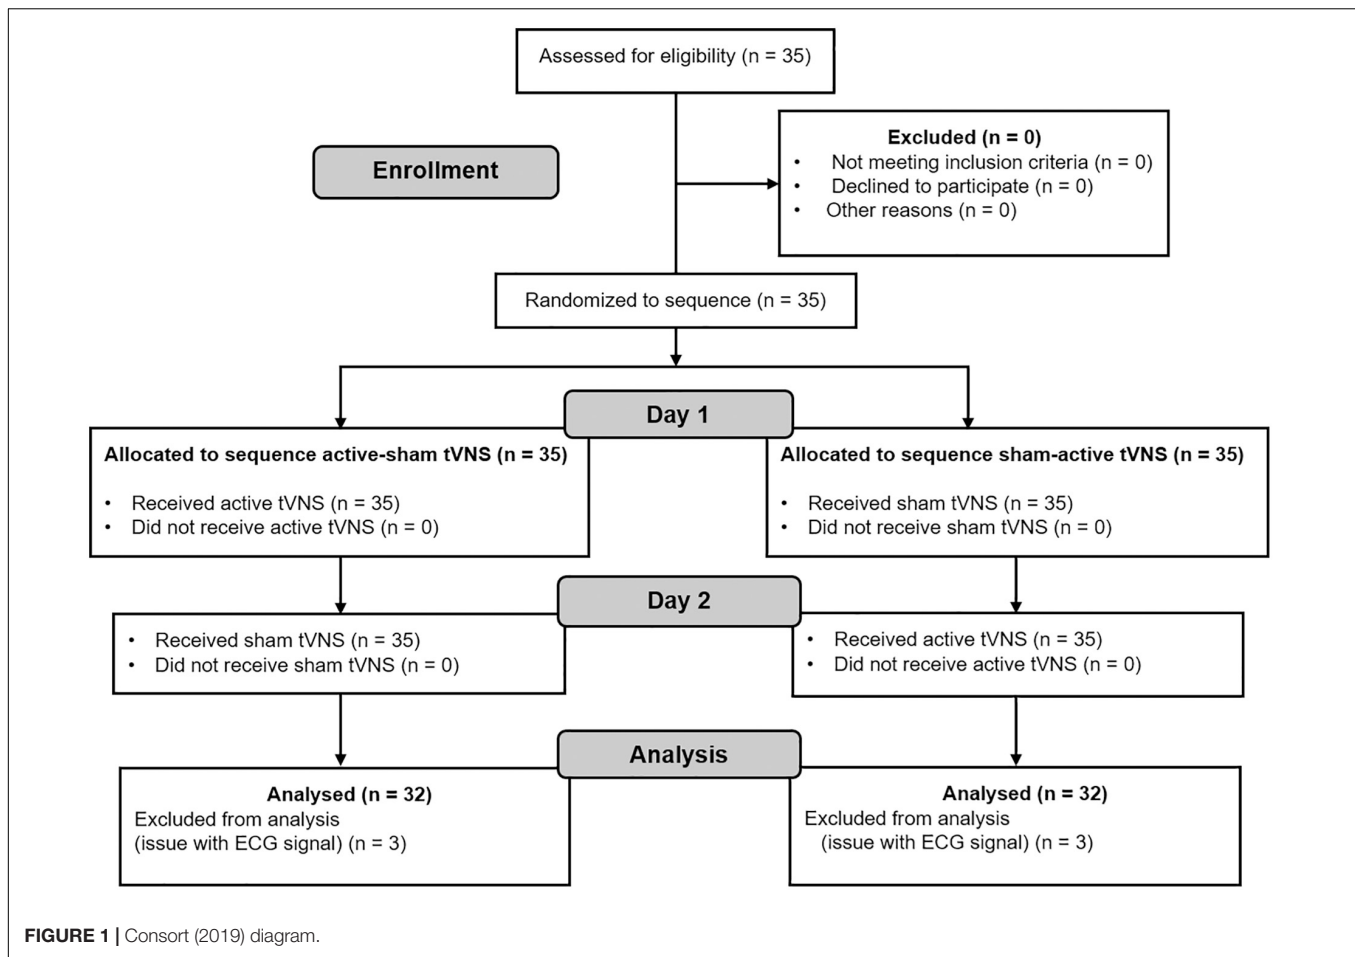 Assessed for eligibility (n = 35)
Enrollment
Excluded (n = 0)
• Not meeting inclusion criteria (n = 0)
• Declined to participate (n = 0)
• Other reasons (n = 0)
Randomized to sequence (n = 35)
Day 1
Allocated to sequence active-sham tVNS (n = 35)
• Received active tVNS (n = 35)
• Did not receive active tVNS (n = 0)
Allocated to sequence sham-active tVNS (n = 35)
• Received sham tVNS (n = 35)
• Did not receive sham tVNS (n = 0)
Day 2
• Received sham tVNS (n = 35)
• Did not receive sham tVNS (n = 0)
• Received active tVNS (n = 35)
• Did not receive active tVNS (n = 0)
Analysis
Analysed (n = 32)
Excluded from analysis
(issue with ECG signal) (n = 3)
Analysed (n = 32)
Excluded from analysis
(issue with ECG signal) (n = 3)
FIGURE 1 | Consort (2019) diagram.